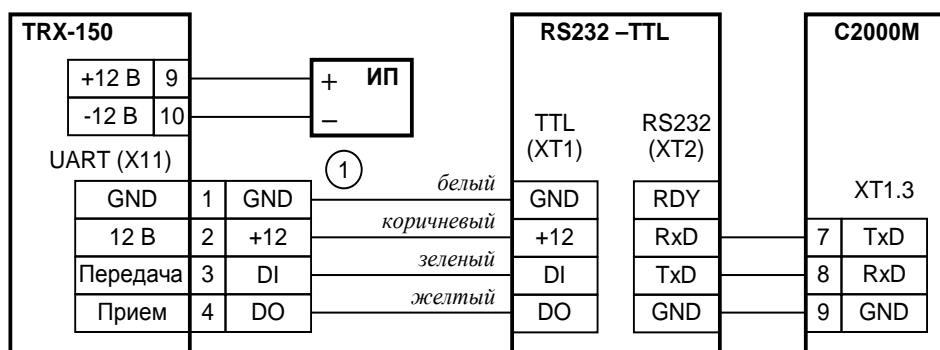 TRX-150
RS232 –TTL
C2000M
+12 В 9
+ ИП
-12 В 10
–
TTL
(XT1)
RS232
(XT2)
UART (X11)
1
XT1.3
GND 1 GND белый GND RDY
12 В 2 +12 коричневый +12 RxD 7 TxD
Передача 3 DI зеленый DI TxD 8 RxD
Прием 4 DO желтый DO GND 9 GND